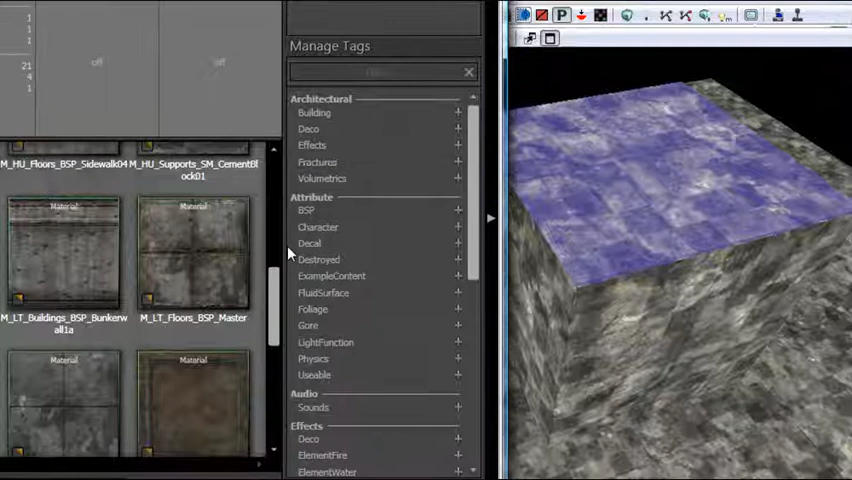 1
1
1
21
4
1
off
off
Manage Tags
Architectural
Building
Deco
Effects
Fractures
Volumetrics
Attribute
BSP
Character
Decal
Destroyed
ExampleContent
FluidSurface
Foliage
Gore
LightFunction
Physics
Useable
Audio
Sounds
Effects
Deco
ElementFire
ElementWater
M_HU_Floors_BSP_Sidewalk04
M_HU_Supports_SM_CementBl
ock01
Material
Material
M_LT_Buildings_BSP_Bunkerw
all1a
M_LT_Floors_BSP_Master
Material
Material
P